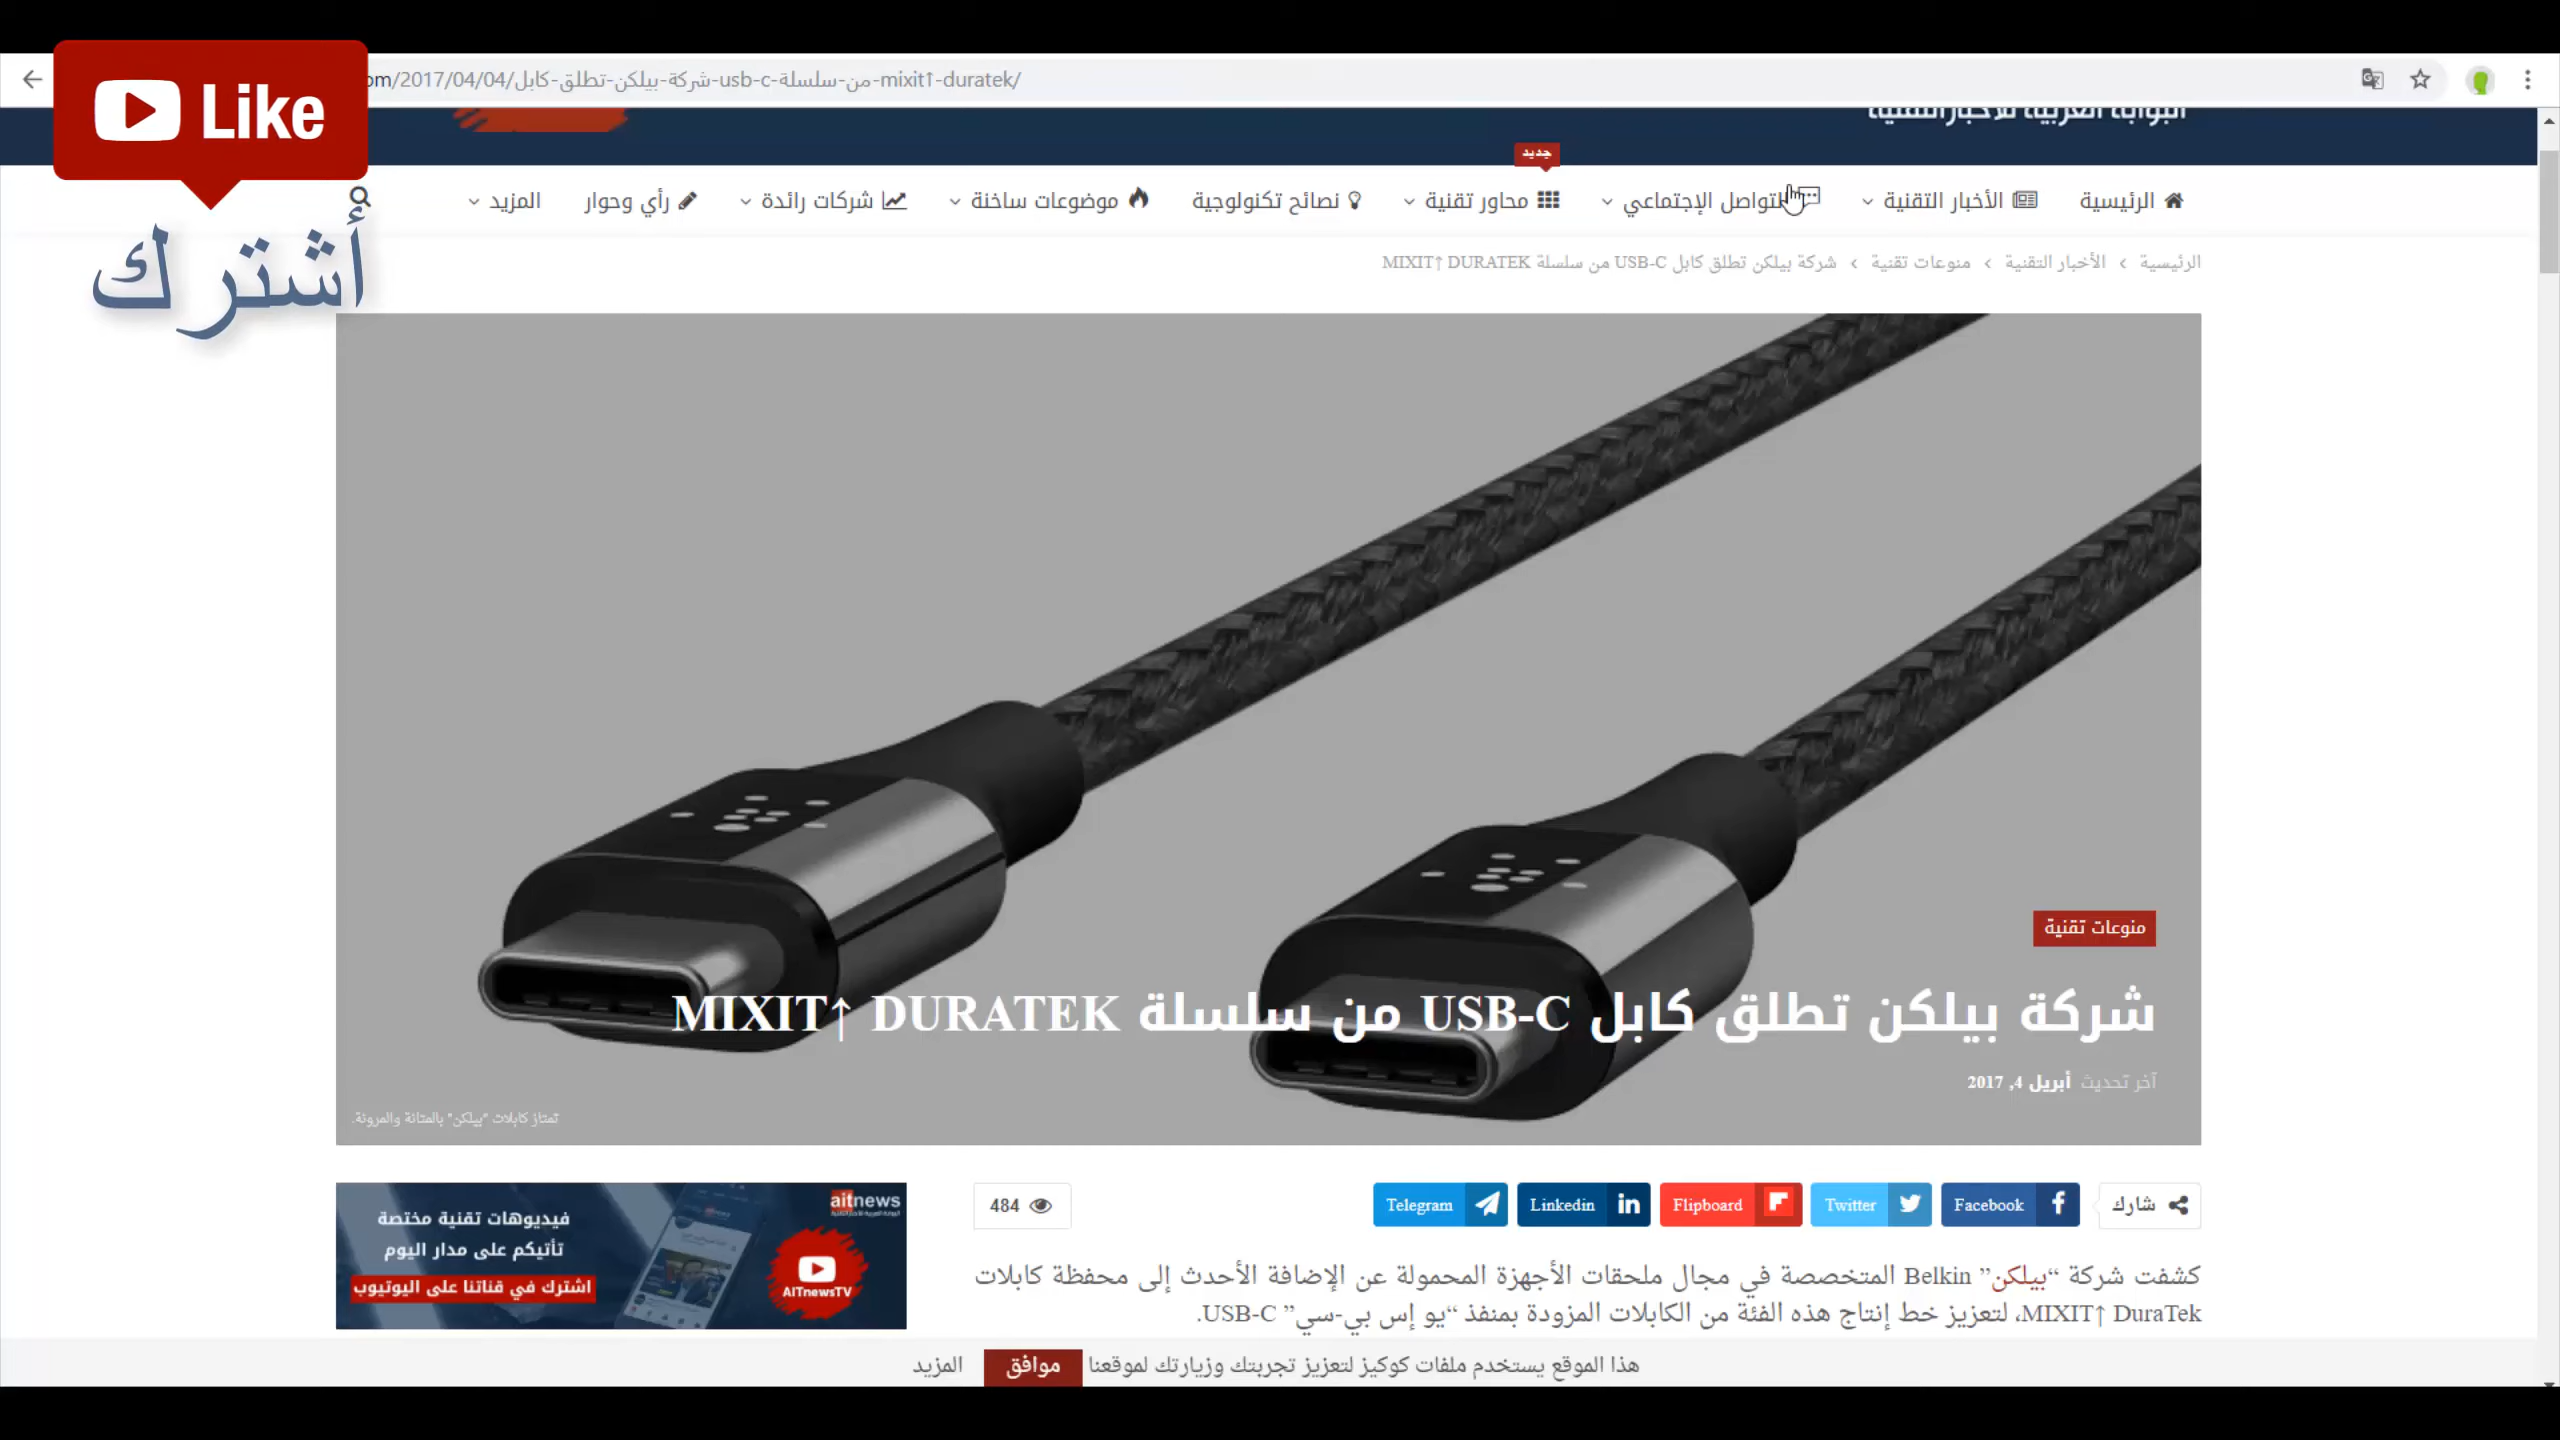 Like
أشترك
om/2017/04/04/شركة-بيلكن-تطلق-كابل-usb-c-من-سلسلة-mixit↑-duratek/
البوابة العربية للأخبار التقنية
جديد
الرئيسية
الأخبار التقنية
التواصل الإجتماعي
محاور تقنية
نصائح تكنولوجية
موضوعات ساخنة
شركات رائدة
رأي وحوار
المزيد
الرئيسية › الأخبار التقنية › منوعات تقنية › شركة بيلكن تطلق كابل USB-C من سلسلة MIXIT↑ DURATEK
منوعات تقنية
شركة بيلكن تطلق كابل USB-C من سلسلة MIXIT↑ DURATEK
آخر تحديث أبريل 4, 2017
تمتاز كابلات "بيلكن" بالمتانة والمرونة.
شارك
Facebook
Twitter
Flipboard
Linkedin
Telegram
484
كشفت شركة “بيلكن” Belkin المتخصصة في مجال ملحقات الأجهزة المحمولة عن الإضافة الأحدث إلى محفظة كابلات
MIXIT↑ DuraTek، لتعزيز خط إنتاج هذه الفئة من الكابلات المزودة بمنفذ “يو إس بي-سي” USB-C.
aitnews
فيديوهات تقنية مختصة
تأتيكم على مدار اليوم
اشترك في قناتنا على اليوتيوب
AITnewsTV
هذا الموقع يستخدم ملفات كوكيز لتعزيز تجربتك وزيارتك لموقعنا
موافق
المزيد